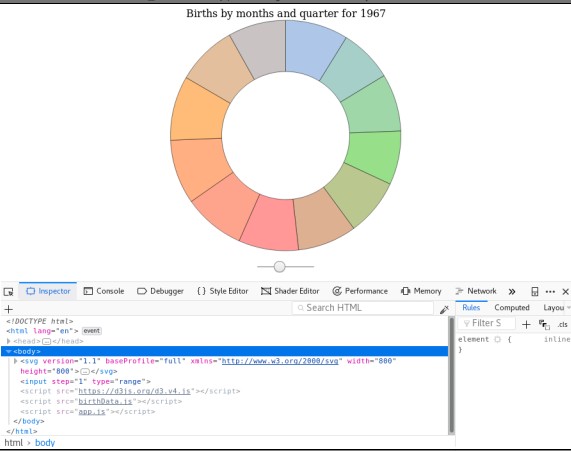 Births by months and quarter for 1967
Inspector Console Debugger { } Style Editor Shader Editor Performance Memory Network » ••• ×
+ Search HTML Rules Computed Layou
<!DOCTYPE html> Filter S + .cls
<html lang="en"> event
<head>…</head> element { inline
<body> }
<svg version="1.1" baseProfile="full" xmlns="http://www.w3.org/2000/svg" width="800"
height="800">…</svg>
<input step="1" type="range">
<script src="https://d3js.org/d3.v4.js"></script>
<script src="birthData.js"></script>
<script src="app.js"></script>
</body>
</html>
html > body